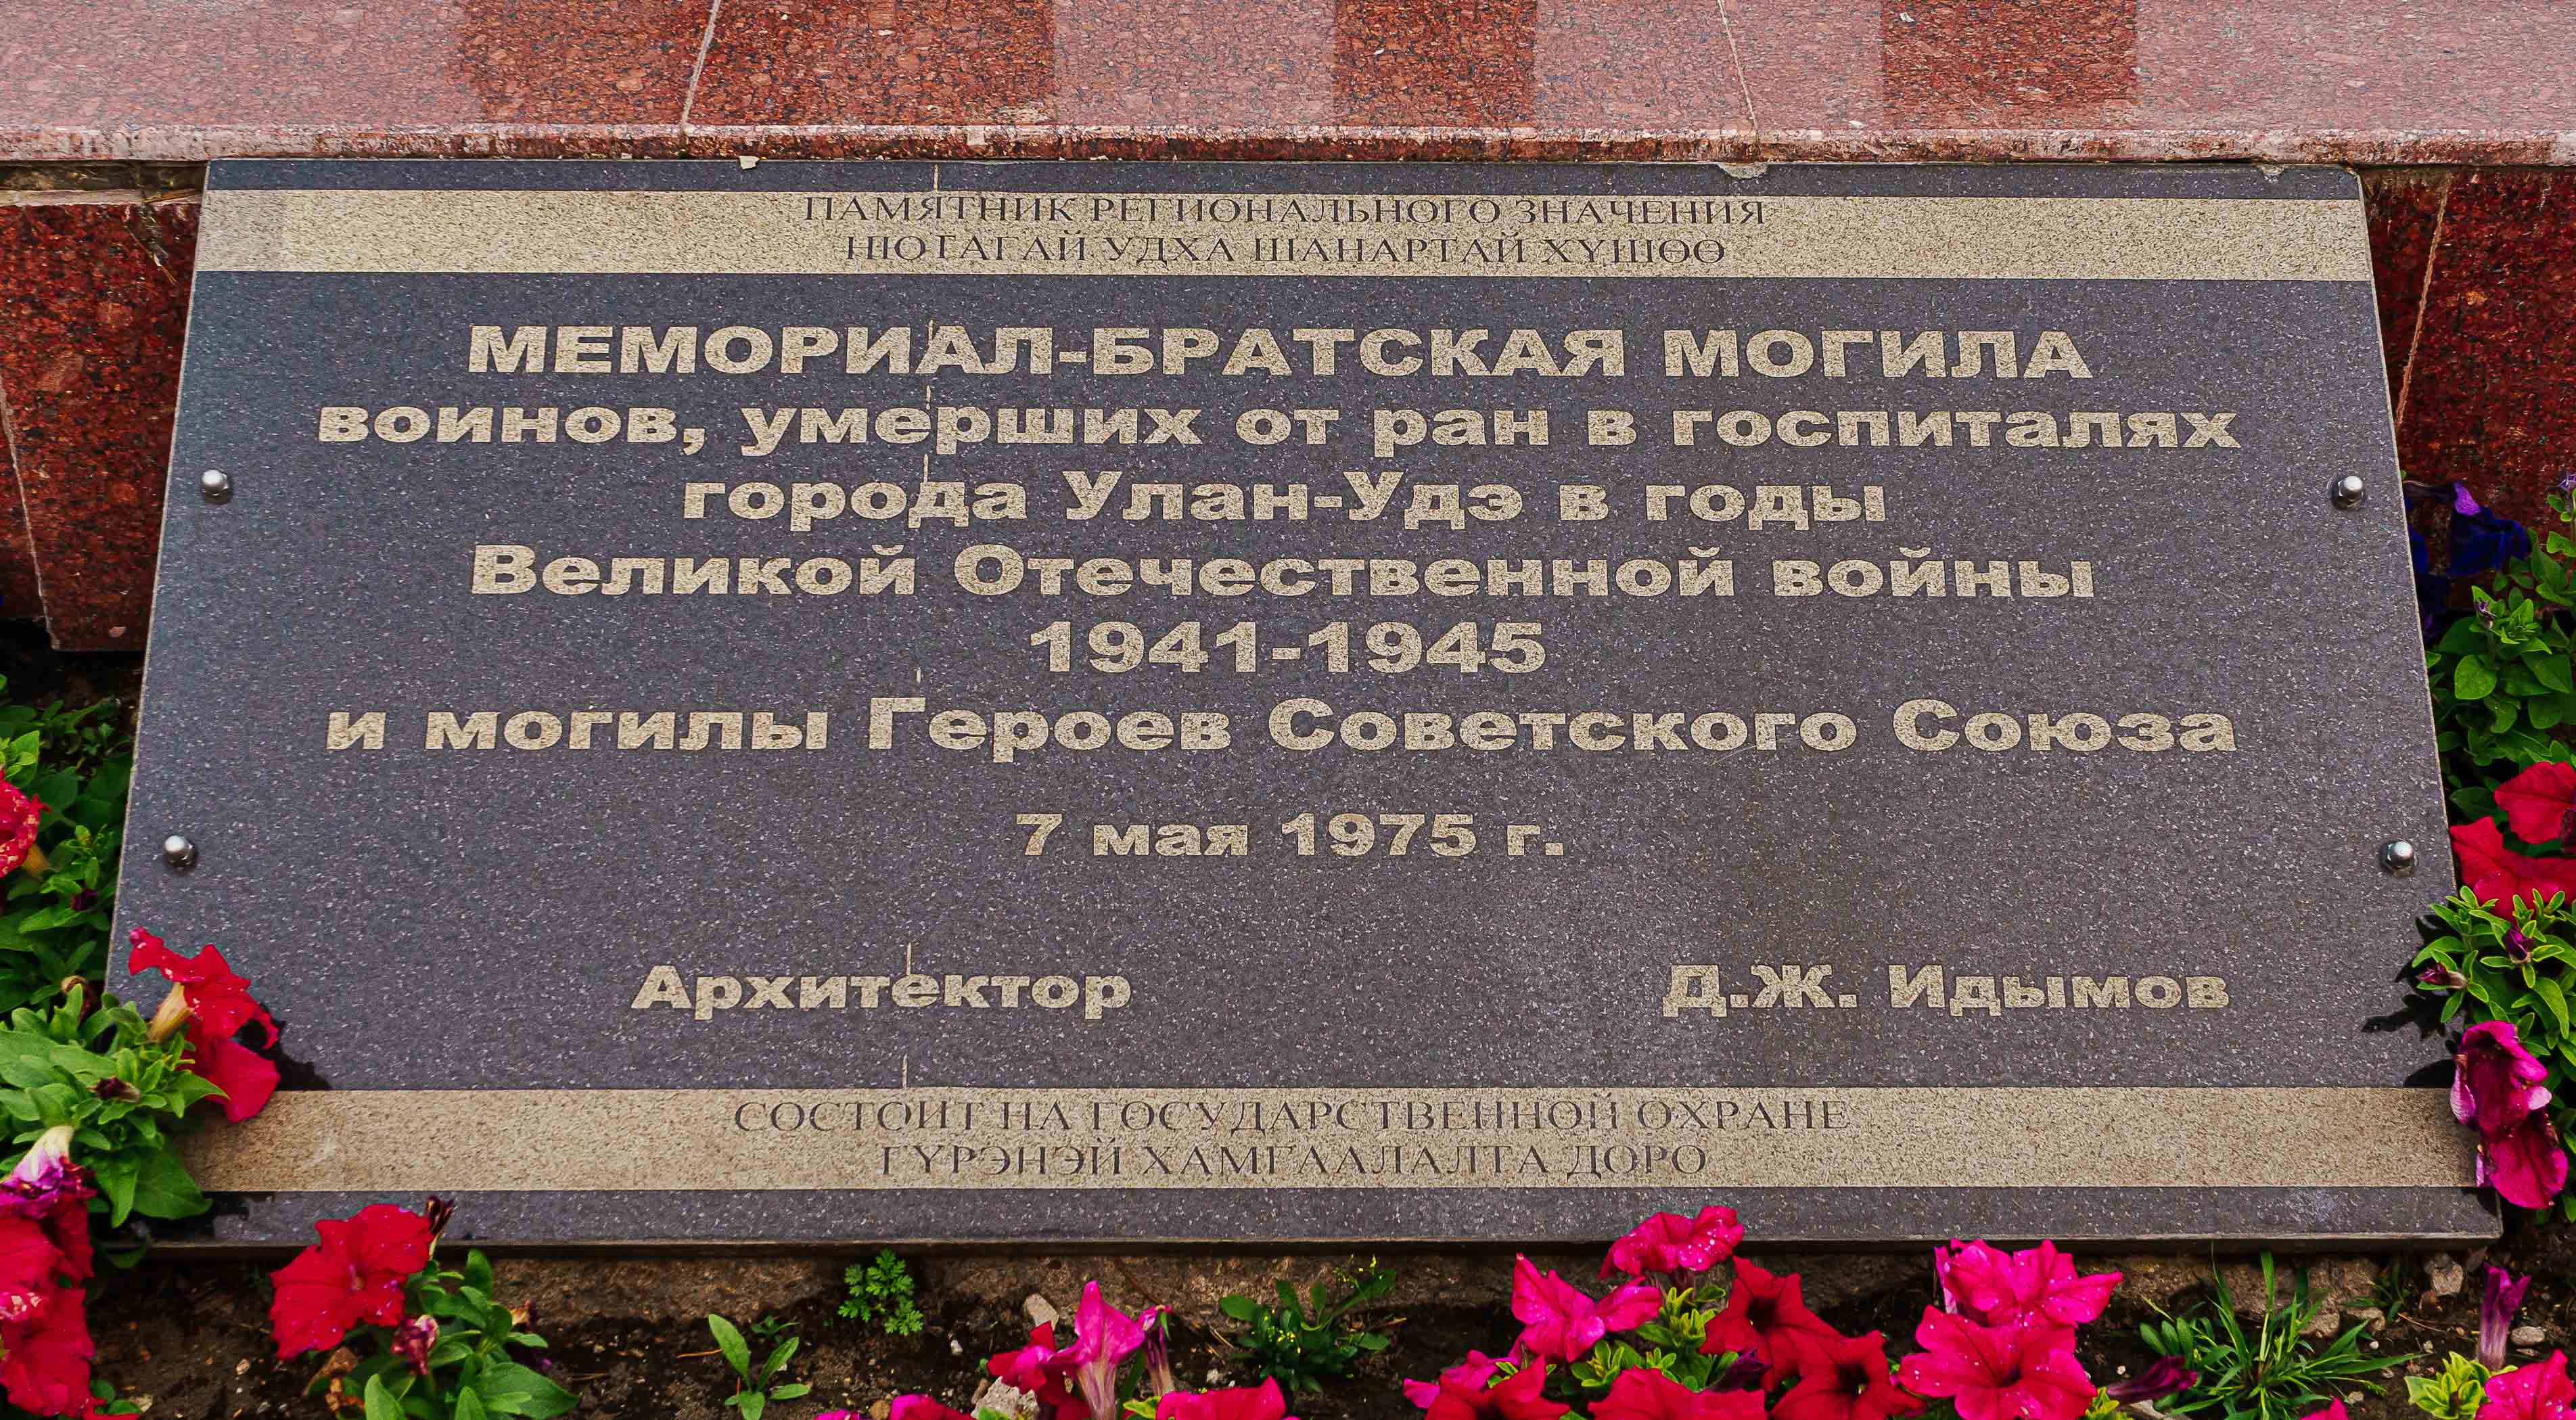 ПАМЯТНИК РЕГИОНАЛЬНОГО ЗНАЧЕНИЯ
НЮТАГАЙ УДХА ШАНАРТАЙ ХҮШӨӨ
МЕМОРИАЛ-БРАТСКАЯ МОГИЛА
воинов, умерших от ран в госпиталях
города Улан-Удэ в годы
Великой Отечественной войны
1941-1945
и могилы Героев Советского Союза
7 мая 1975 г.
Архитектор Д.Ж. Идымов
СОСТОИТ НА ГОСУДАРСТВЕННОЙ ОХРАНЕ
ГҮРЭНЭЙ ХАМГААЛАЛТА ДОРО